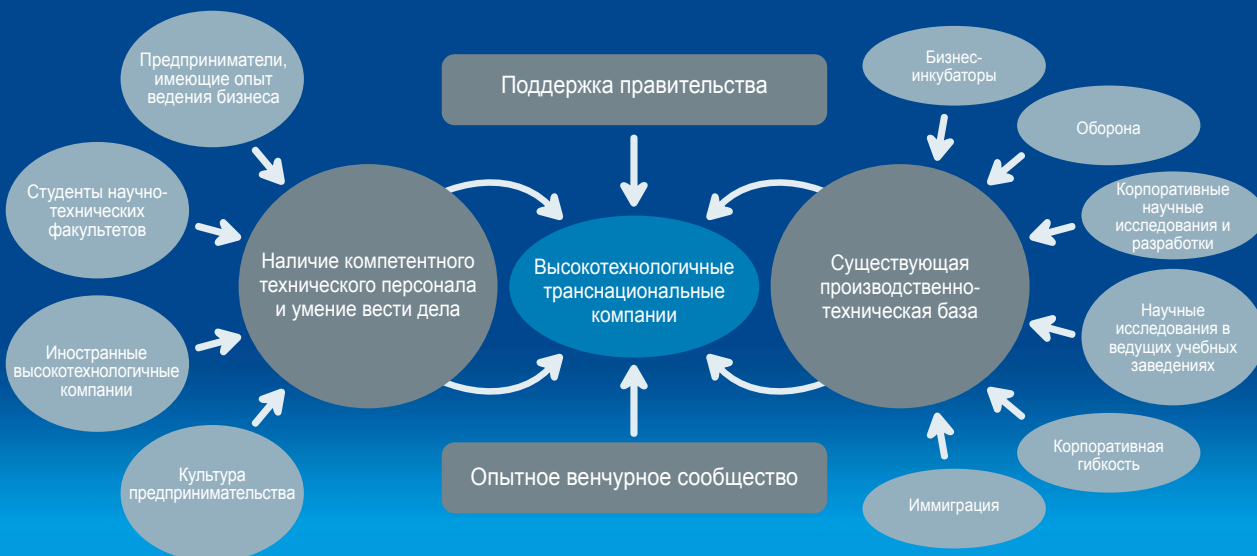 Предприниматели,
имеющие опыт
ведения бизнеса
Студенты научно-
технических
факультетов
Иностранные
высокотехнологичные
компании
Культура
предпринимательства
Наличие компетентного
технического персонала
и умение вести дела
Поддержка правительства
Высокотехнологичные
транснациональные
компании
Опытное венчурное сообщество
Существующая
производственно-
техническая база
Бизнес-
инкубаторы
Оборона
Корпоративные
научные
исследования и
разработки
Научные
исследования в
ведущих учебных
заведениях
Корпоративная
гибкость
Иммиграция